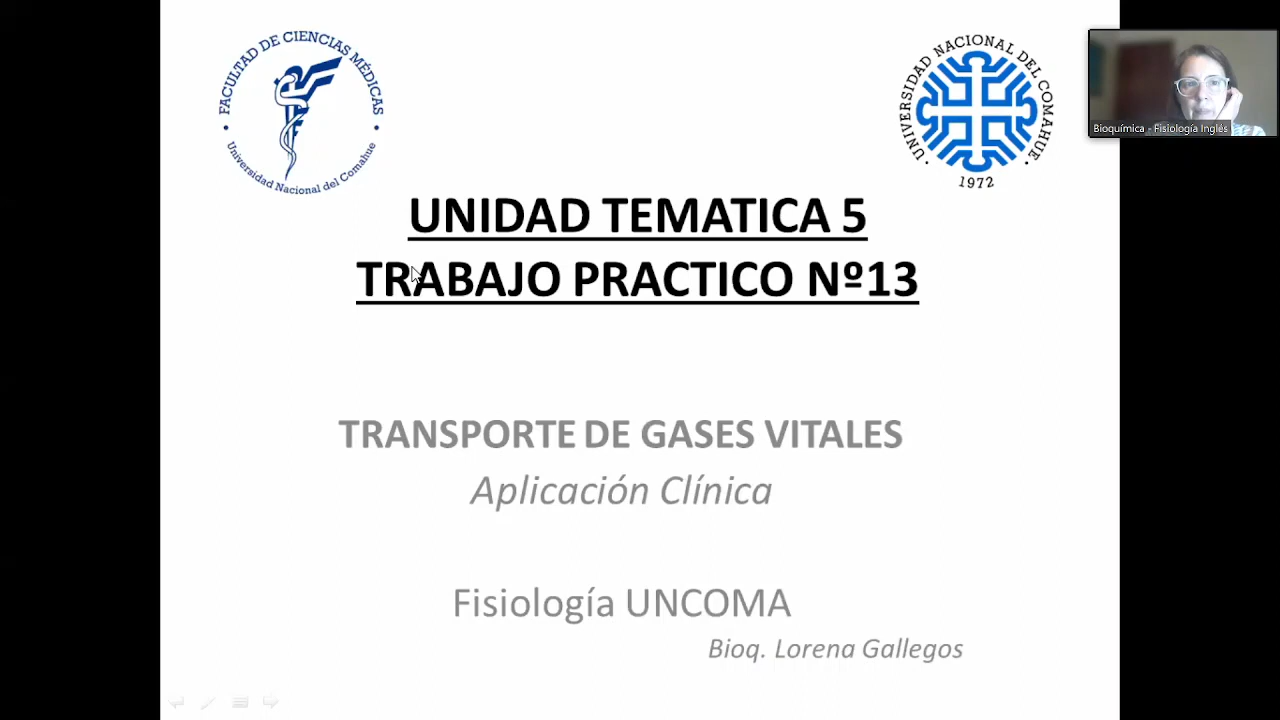 FACULTAD DE CIENCIAS MÉDICAS
Universidad Nacional del Comahue
UNIVERSIDAD NACIONAL DEL COMAHUE
1972
Bioquímica - Fisiología Inglés
UNIDAD TEMATICA 5
TRABAJO PRACTICO Nº13
TRANSPORTE DE GASES VITALES
Aplicación Clínica
Fisiología UNCOMA
Bioq. Lorena Gallegos